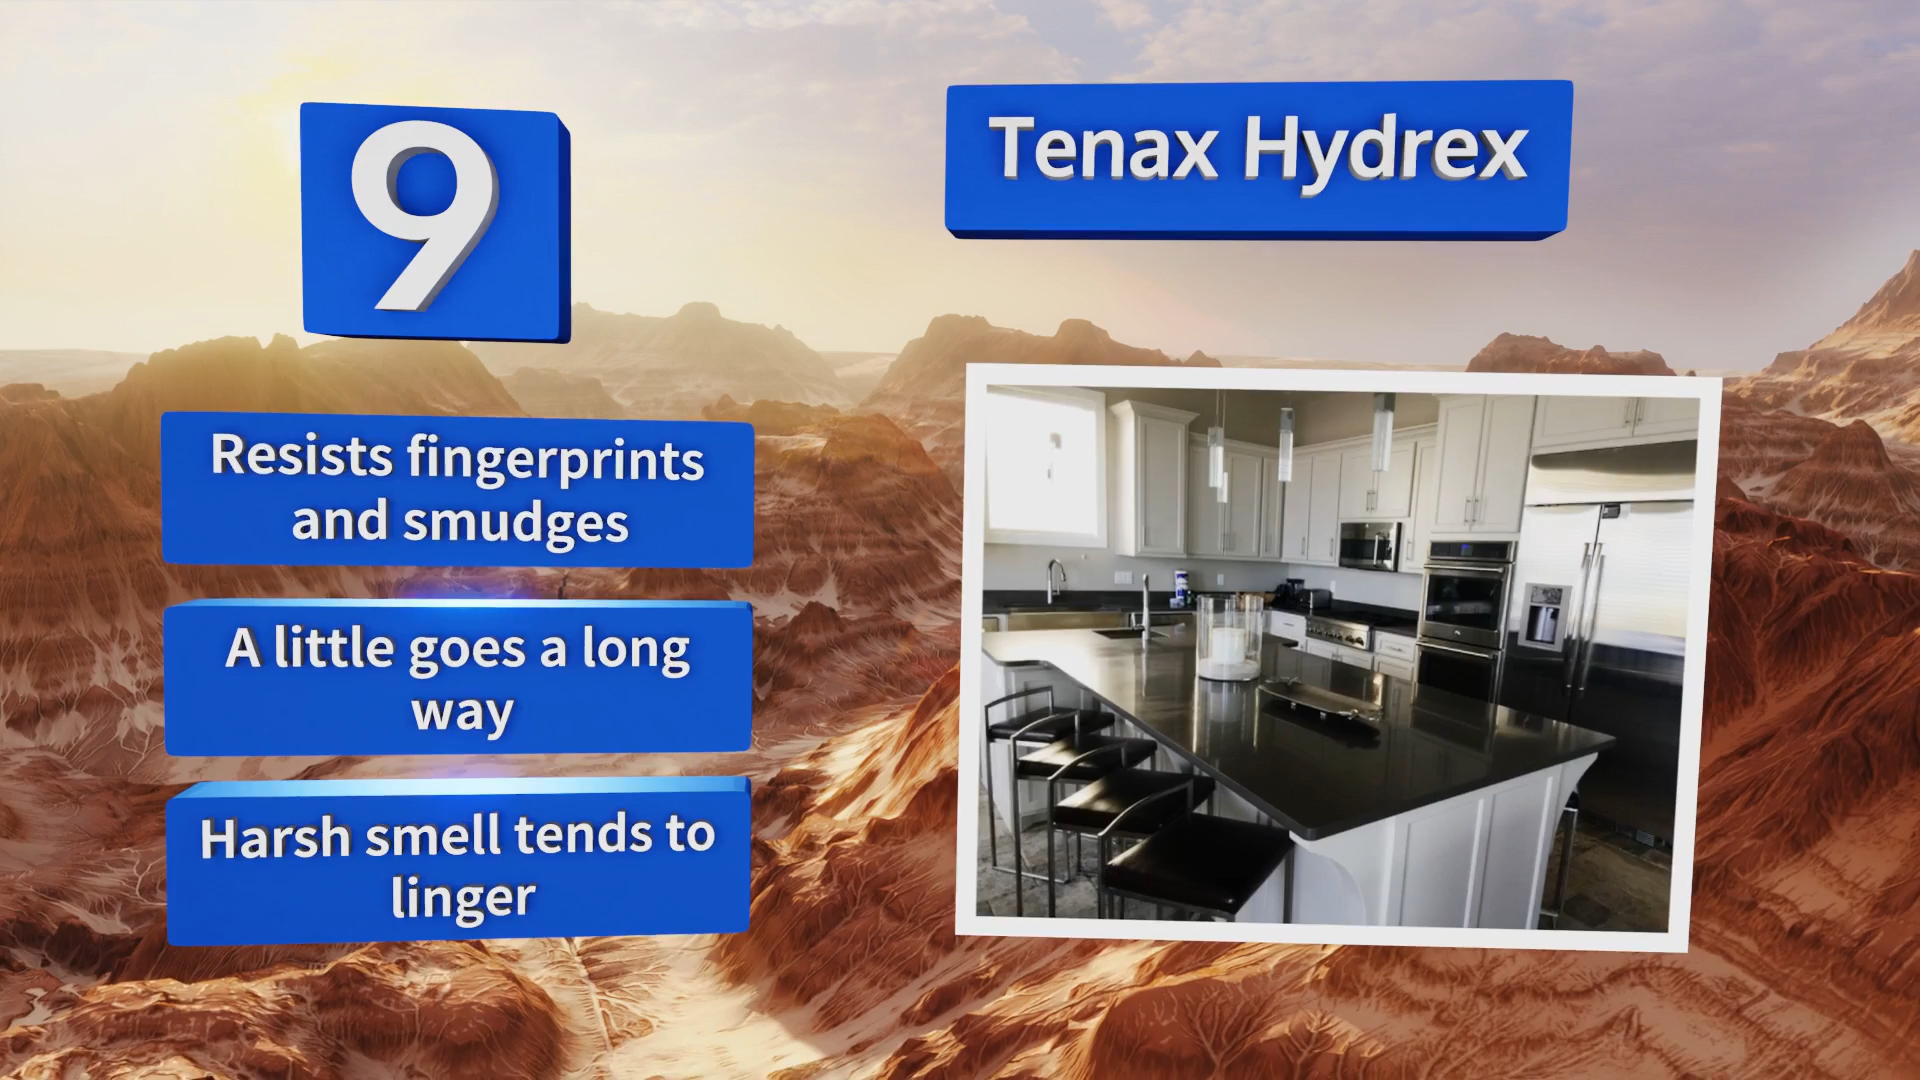 9
Tenax Hydrex
Resists fingerprints
and smudges
A little goes a long
way
Harsh smell tends to
linger